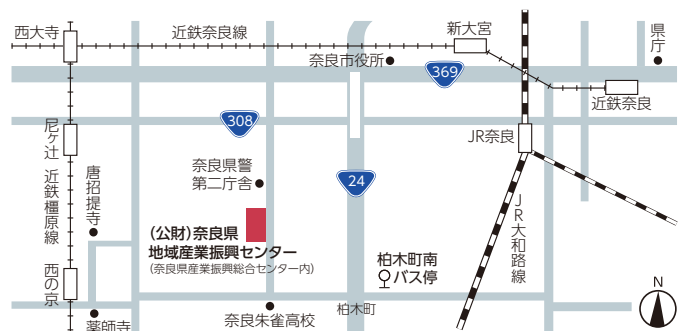 西大寺
近鉄奈良線
新大宮
県庁
奈良市役所
369
近鉄奈良
308
尼ヶ辻
JR奈良
奈良県警
第二庁舎
唐招提寺
24
近鉄橿原線
JR大和路線
(公財)奈良県
地域産業振興センター
(奈良県産業振興総合センター内)
柏木町南
バス停
西の京
N
柏木町
薬師寺
奈良朱雀高校